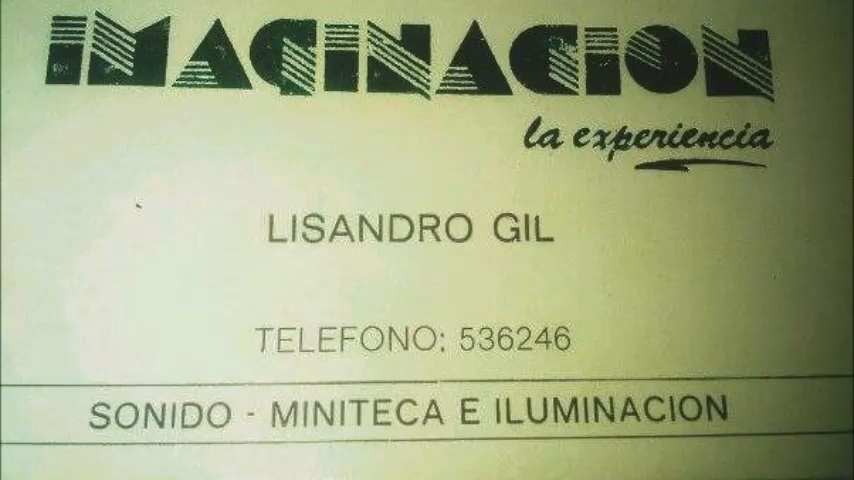 IMAGINACION
la experiencia
LISANDRO GIL
TELEFONO: 536246
SONIDO - MINITECA E ILUMINACION